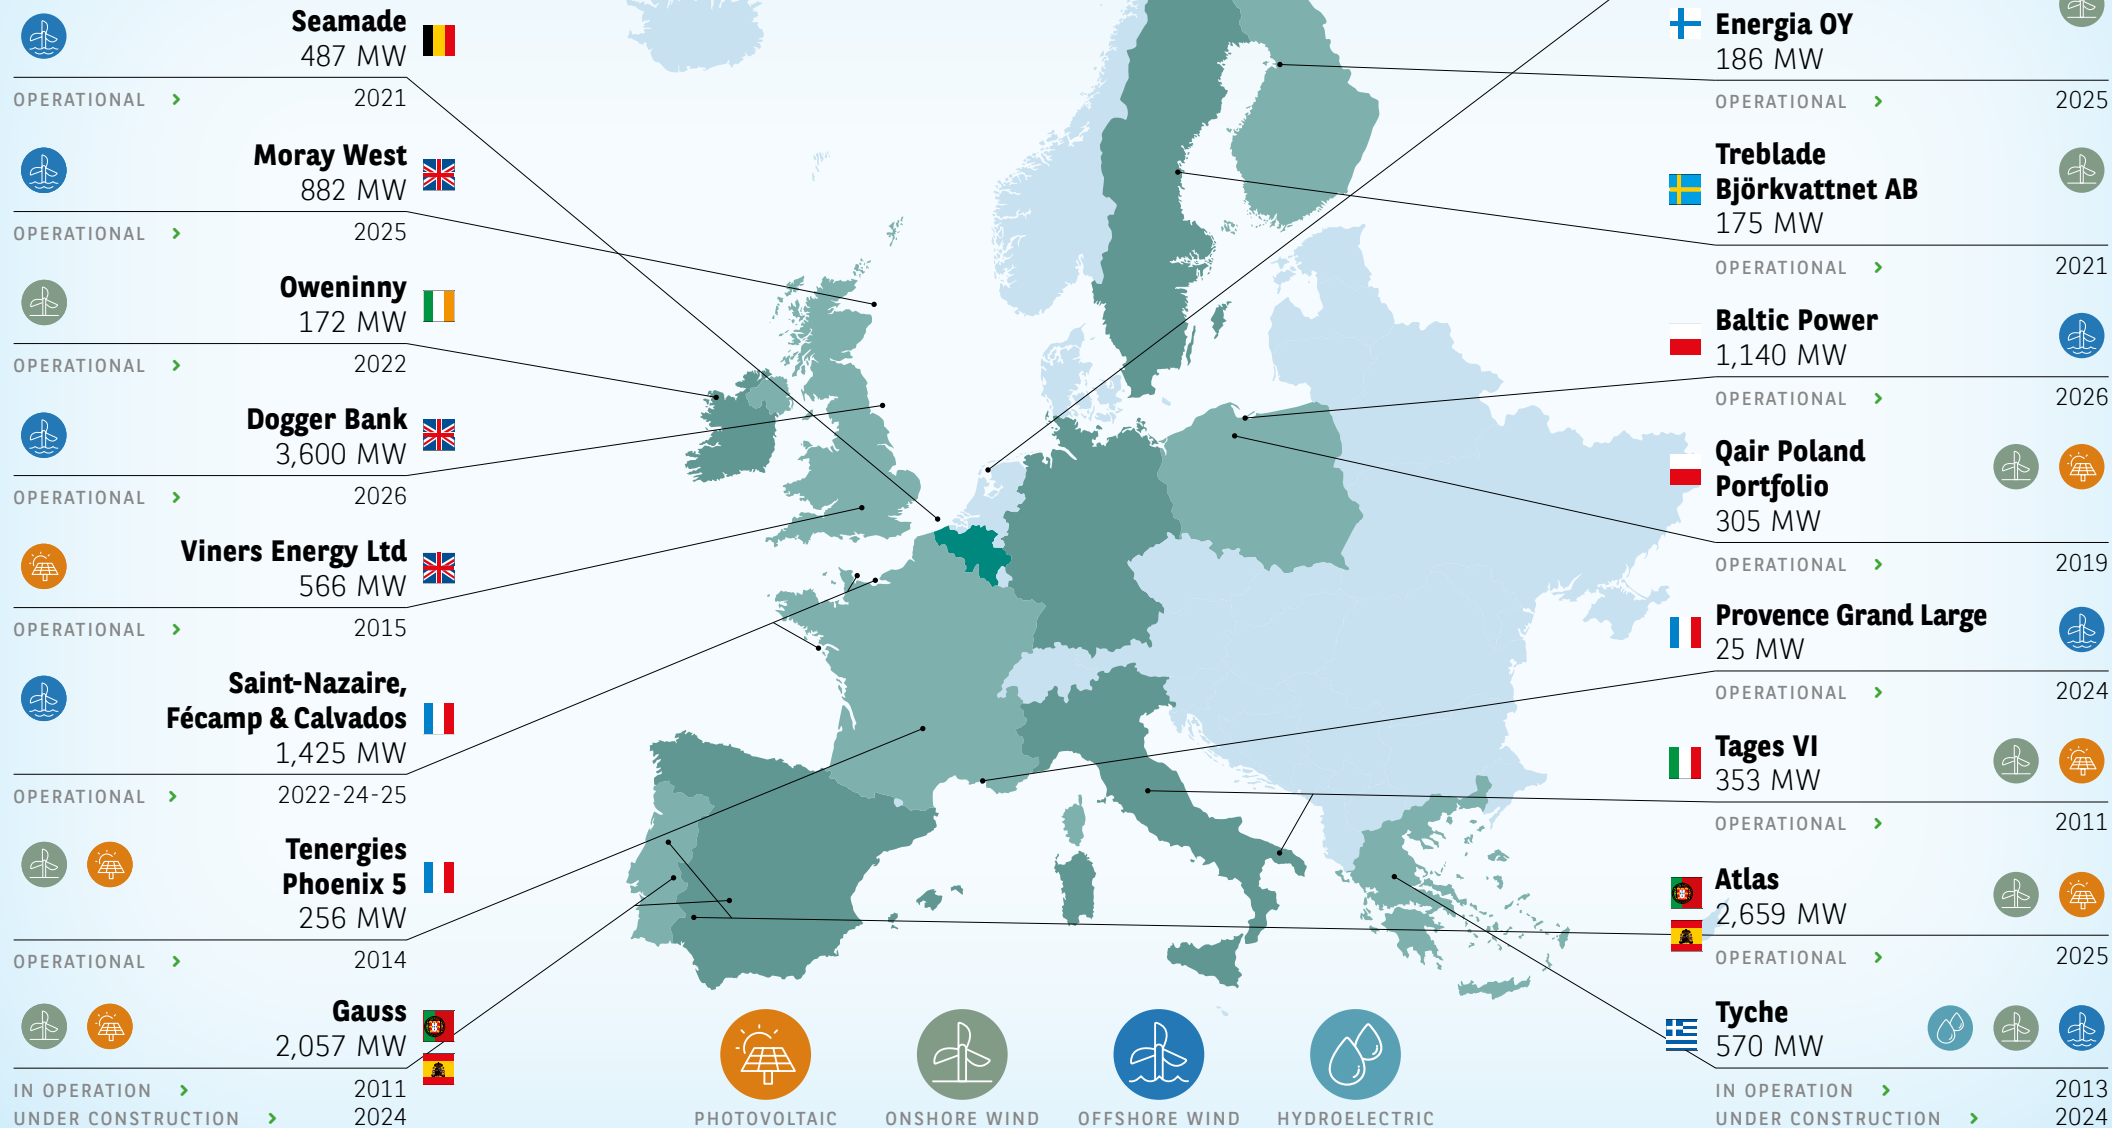 Seamade
487 MW
OPERATIONAL > 2021
Moray West
882 MW
OPERATIONAL > 2025
Oweninny
172 MW
OPERATIONAL > 2022
Dogger Bank
3,600 MW
OPERATIONAL > 2026
Viners Energy Ltd
566 MW
OPERATIONAL > 2015
Saint-Nazaire,
Fécamp & Calvados
1,425 MW
OPERATIONAL > 2022-24-25
Tenergies
Phoenix 5
256 MW
OPERATIONAL > 2014
Gauss
2,057 MW
IN OPERATION > 2011
UNDER CONSTRUCTION > 2024
PHOTOVOLTAIC
ONSHORE WIND
OFFSHORE WIND
HYDROELECTRIC
Energia OY
186 MW
OPERATIONAL > 2025
Treblade
Björkvattnet AB
175 MW
OPERATIONAL > 2021
Baltic Power
1,140 MW
OPERATIONAL > 2026
Qair Poland
Portfolio
305 MW
OPERATIONAL > 2019
Provence Grand Large
25 MW
OPERATIONAL > 2024
Tages VI
353 MW
OPERATIONAL > 2011
Atlas
2,659 MW
OPERATIONAL > 2025
Tyche
570 MW
IN OPERATION > 2013
UNDER CONSTRUCTION > 2024